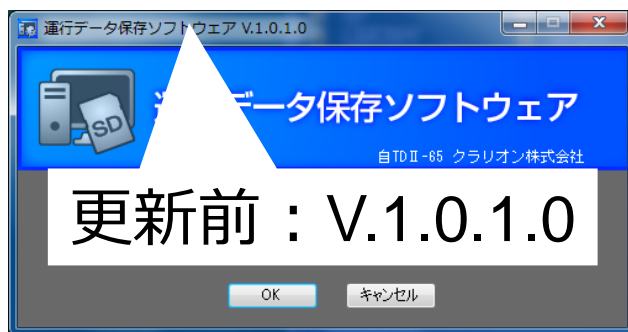 運行データ保存ソフトウェア V.1.0.1.0
データ保存ソフトウェア
SD
自TDⅡ-65 クラリオン株式会社
更新前：V.1.0.1.0
OK
キャンセル